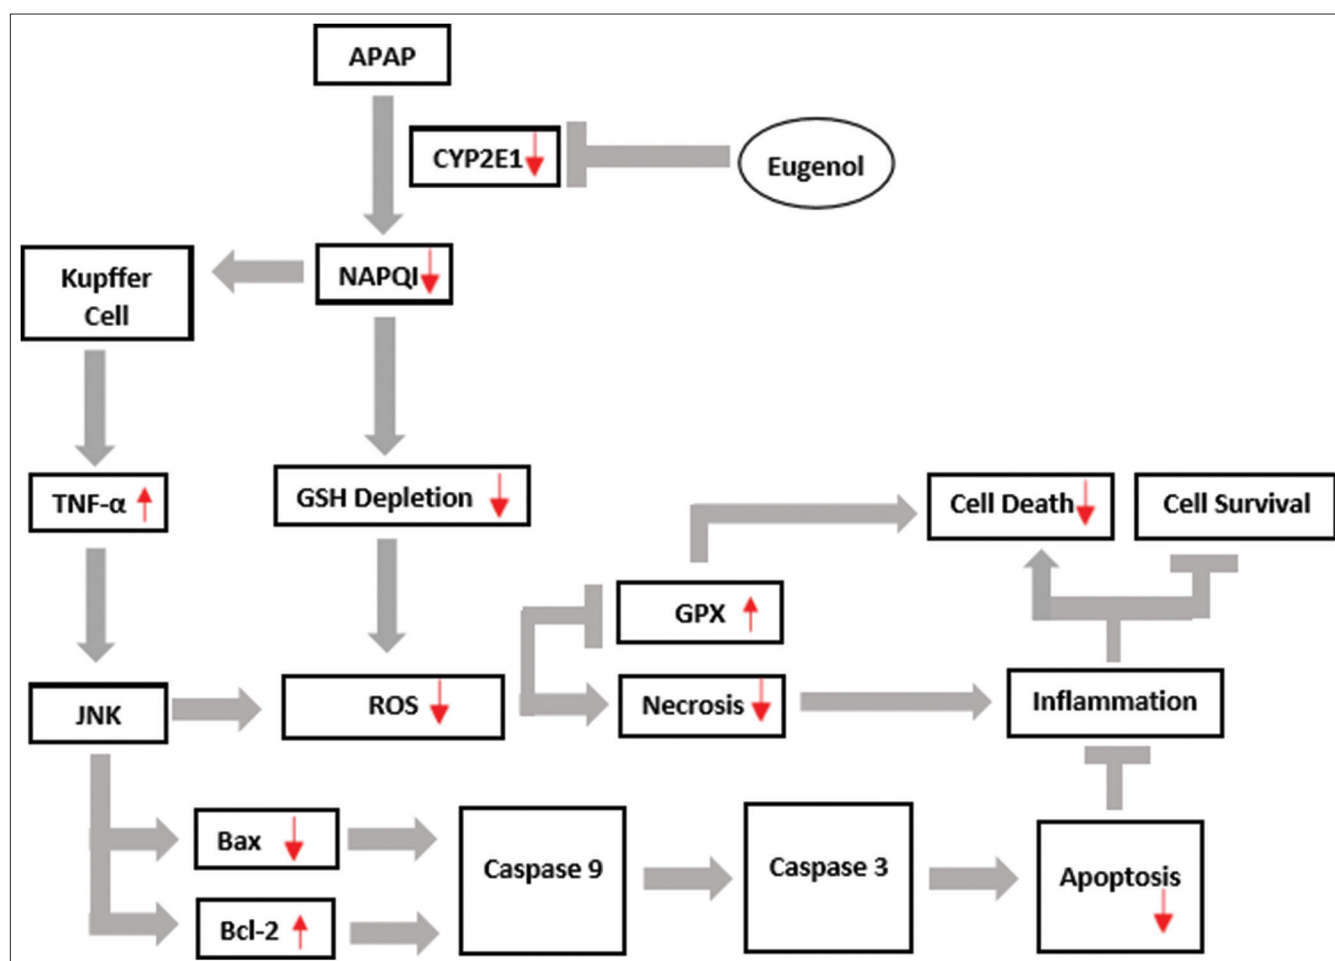 APAP
CYP2E1
Eugenol
Kupffer
Cell
NAPQI
TNF-α
GSH Depletion
Cell Death
Cell Survival
GPX
JNK
ROS
Necrosis
Inflammation
Bax
Caspase 9
Caspase 3
Apoptosis
Bcl-2